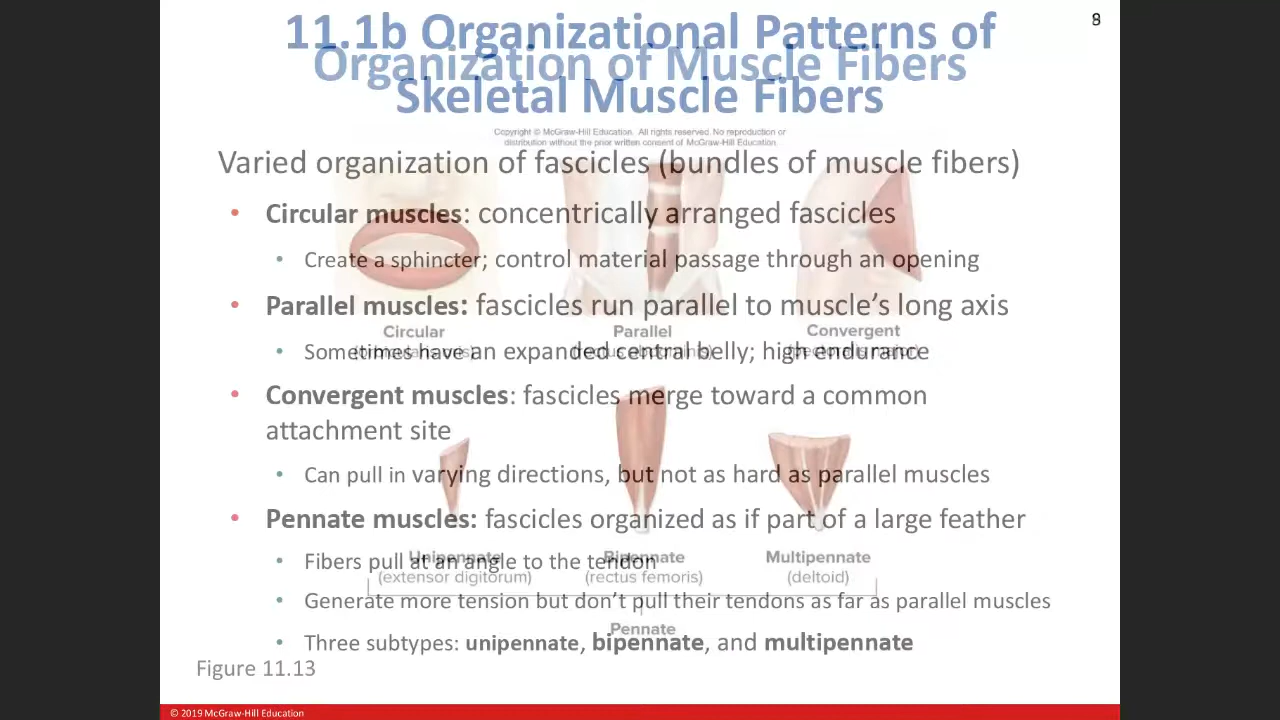 8
11.1b Organizational Patterns of
Organization of Muscle Fibers
Skeletal Muscle Fibers
Copyright © McGraw-Hill Education. All rights reserved. No reproduction or
distribution without the prior written consent of McGraw-Hill Education.
Varied organization of fascicles (bundles of muscle fibers)
• Circular muscles: concentrically arranged fascicles
• Create a sphincter; control material passage through an opening
• Parallel muscles: fascicles run parallel to muscle’s long axis
Circular
Parallel
Convergent
• Sometimes have an expanded central belly; high endurance
• Convergent muscles: fascicles merge toward a common
attachment site
• Can pull in varying directions, but not as hard as parallel muscles
• Pennate muscles: fascicles organized as if part of a large feather
• Fibers pull at an angle to the tendon
Unipennate
Bipennate
Multipennate
(extensor digitorum)
(rectus femoris)
(deltoid)
• Generate more tension but don’t pull their tendons as far as parallel muscles
Pennate
• Three subtypes: unipennate, bipennate, and multipennate
Figure 11.13
© 2019 McGraw-Hill Education